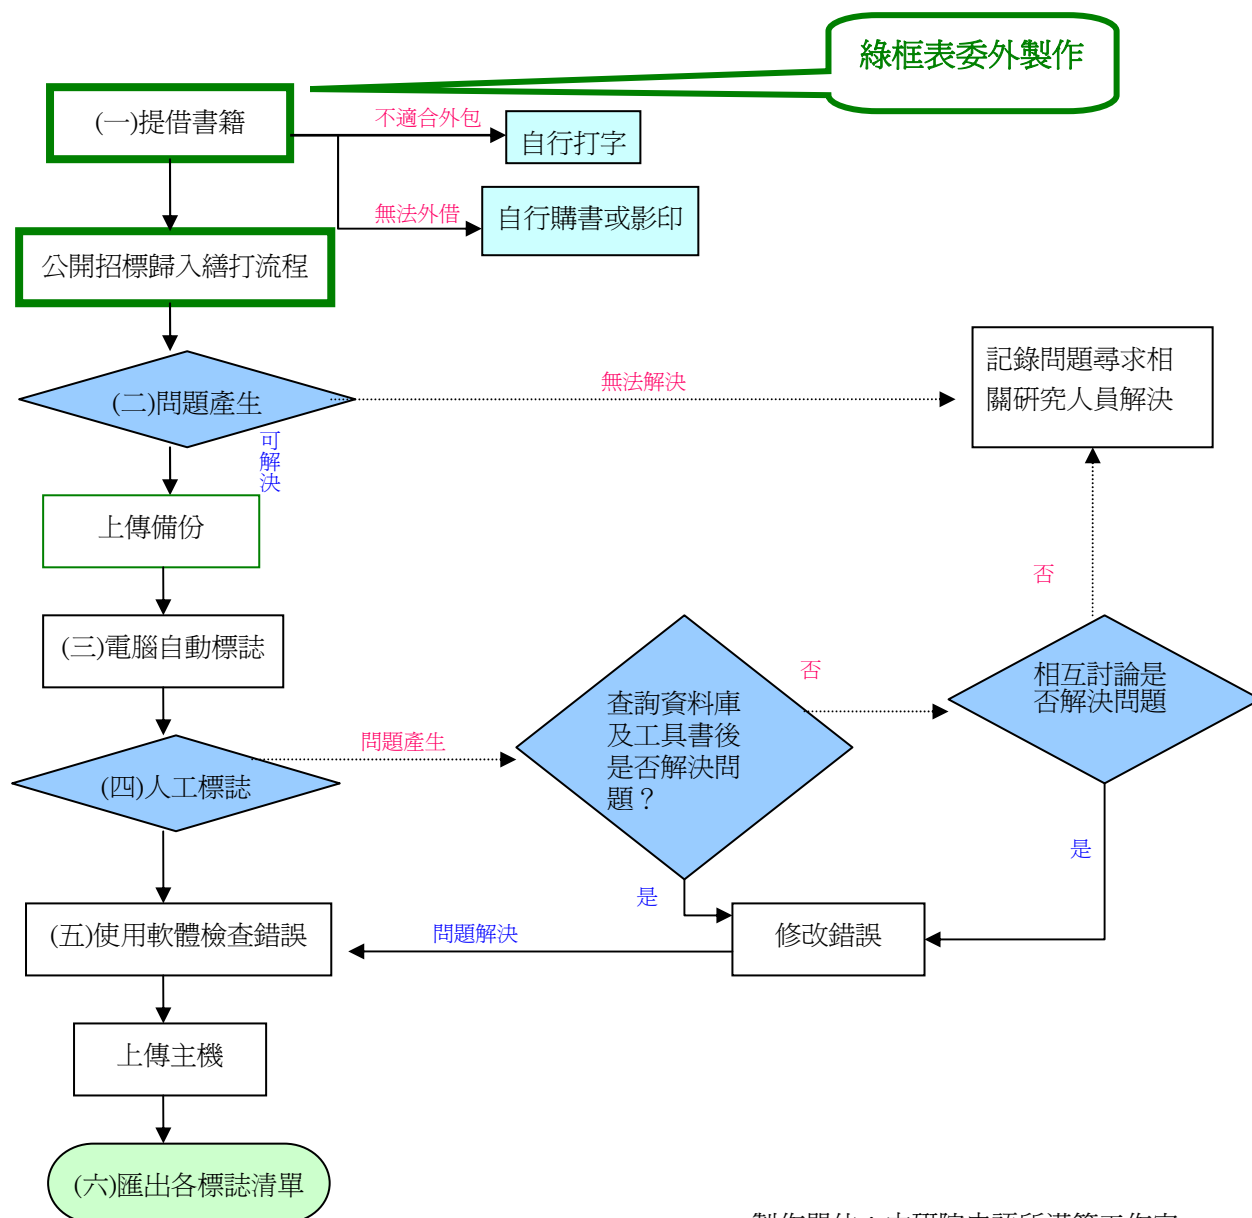 綠框表委外製作
(一)提借書籍
不適合外包
自行打字
無法外借
自行購書或影印
公開招標歸入繕打流程
(二)問題產生
無法解決
記錄問題尋求相
關研究人員解決
可
解
決
上傳備份
否
(三)電腦自動標誌
否
相互討論是
否解決問題
查詢資料庫
及工具書後
是否解決問
題？
問題產生
(四)人工標誌
是
是
(五)使用軟體檢查錯誤
問題解決
修改錯誤
上傳主機
(六)匯出各標誌清單